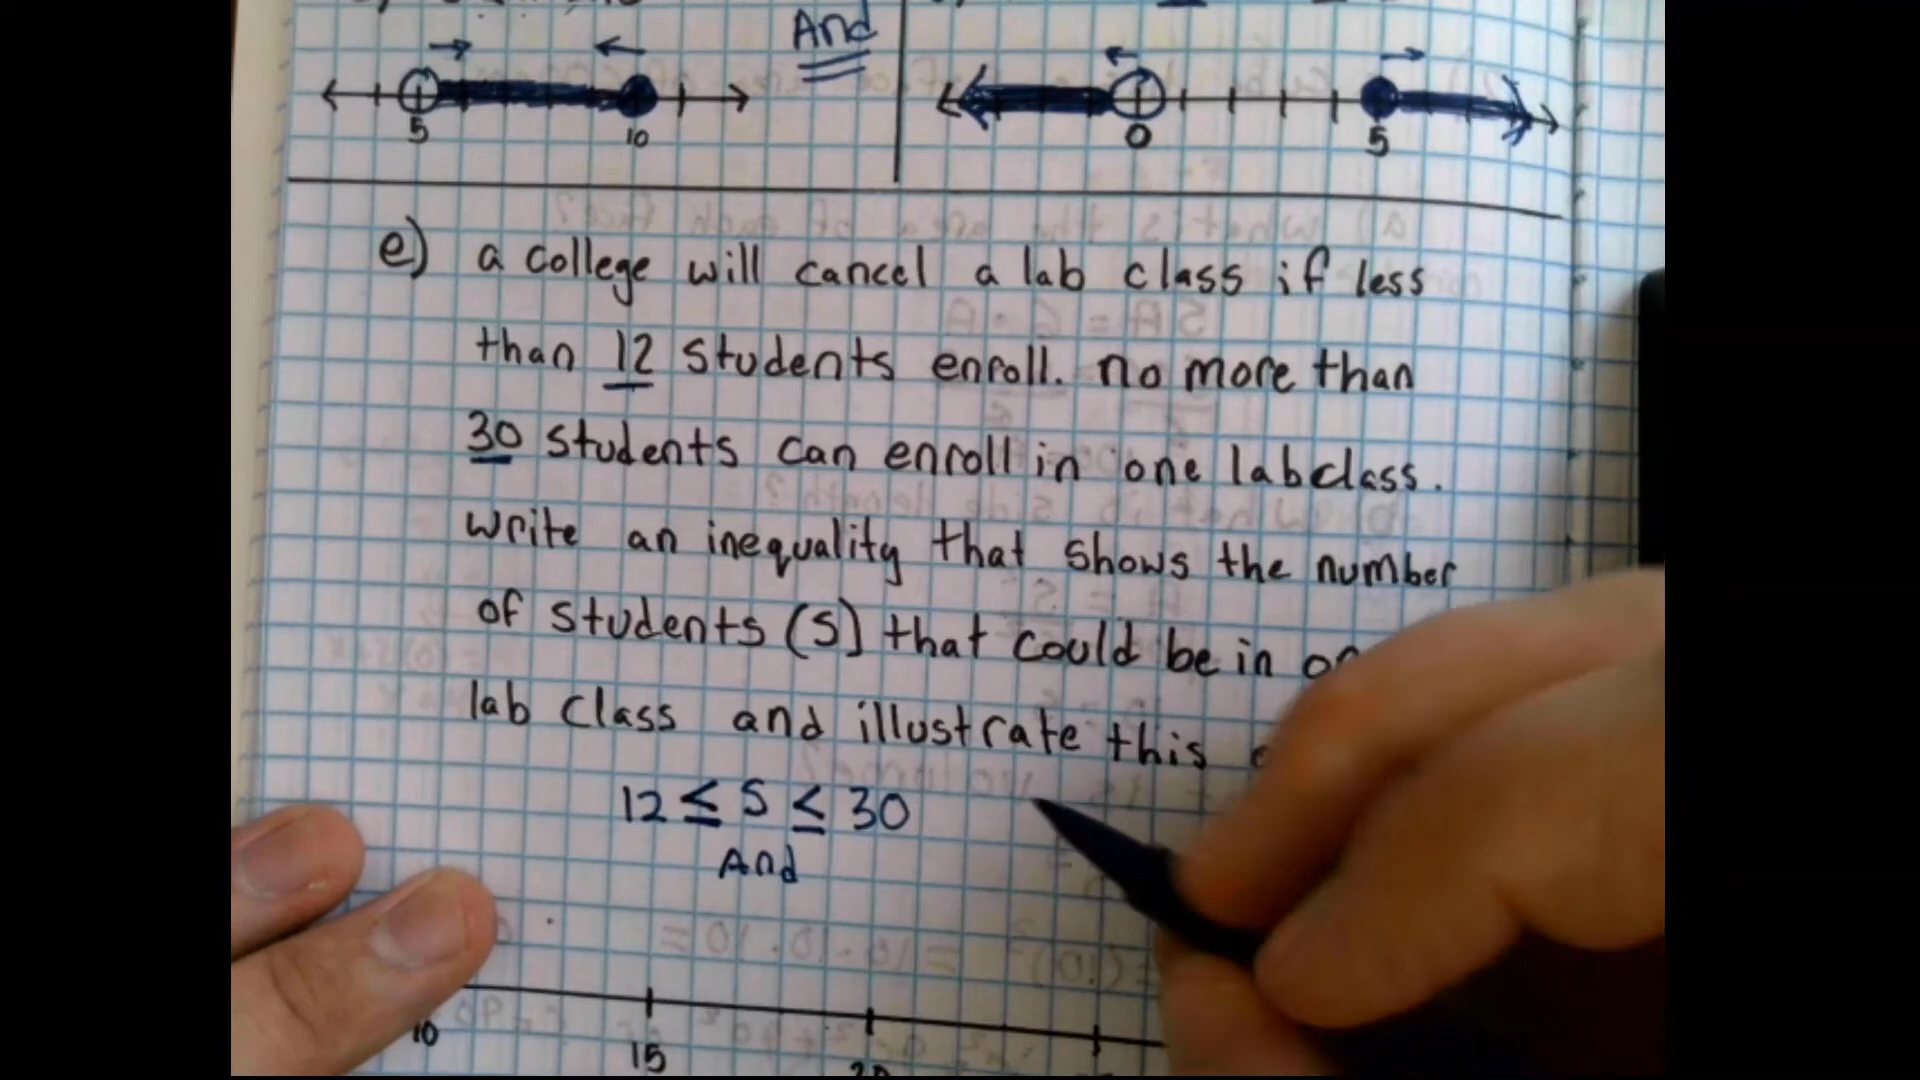 And
5 10
0 5
e) a college will cancel a lab class if less
than 12 students enroll. no more than
30 students can enroll in one labclass.
write an inequality that shows the number
of students (S) that could be in
lab class and illustrate this
12 ≤ S ≤ 30
And
10 15 20